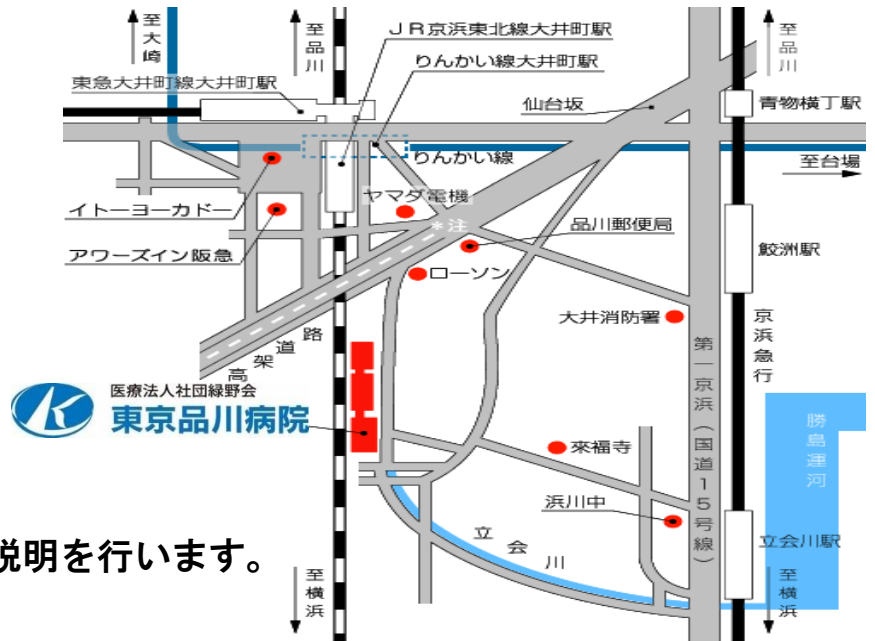 至大崎
至品川
JR京浜東北線大井町駅
至品川
りんかい線大井町駅
東急大井町線大井町駅
仙台坂
青物横丁駅
りんかい線
至台場
イトーヨーカドー
ヤマダ電機
*注
品川郵便局
アワーズイン阪急
ローソン
鮫洲駅
大井消防署
高架道路
京浜急行
第一京浜(国道15号線)
医療法人社団緑野会
東京品川病院
來福寺
勝島運河
浜川中
立会川
立会川駅
説明を行います。
至横浜
至横浜